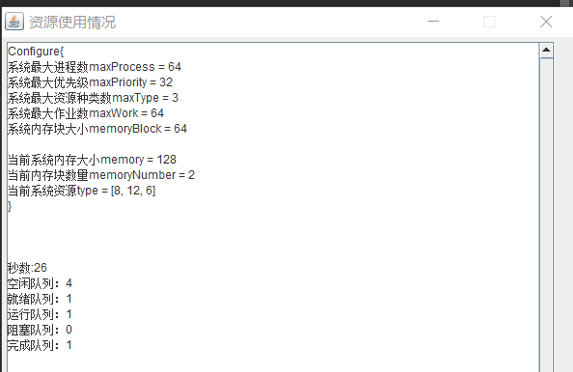 资源使用情况
Configure{
系统最大进程数maxProcess = 64
系统最大优先级maxPriority = 32
系统最大资源种类数maxType = 3
系统最大作业数maxWork = 64
系统内存块大小memoryBlock = 64
当前系统内存大小memory = 128
当前内存块数量memoryNumber = 2
当前系统资源type = [8, 12, 6]
}
秒数:26
空闲队列：4
就绪队列：1
运行队列：1
阻塞队列：0
完成队列：1